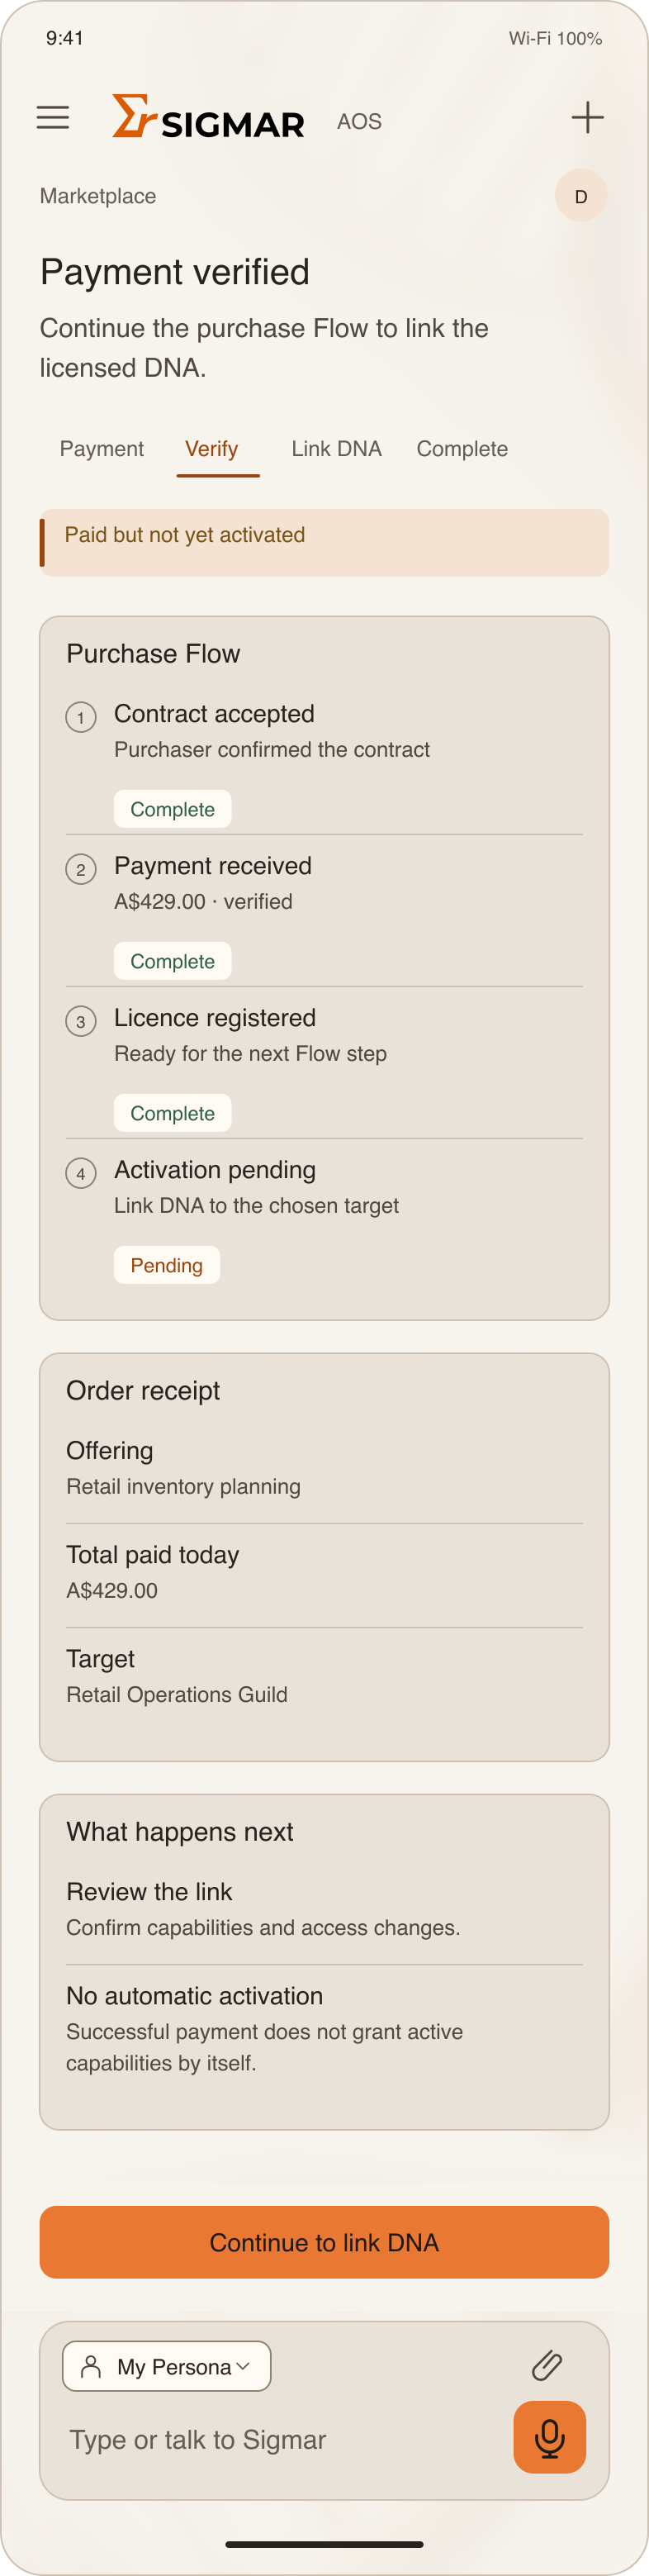 9:41
Wi-Fi 100%
Σr SIGMAR AOS
Marketplace
D
Payment verified
Continue the purchase Flow to link the
licensed DNA.
Payment Verify Link DNA Complete
Paid but not yet activated
Purchase Flow
1 Contract accepted
Purchaser confirmed the contract
Complete
2 Payment received
A$429.00 · verified
Complete
3 Licence registered
Ready for the next Flow step
Complete
4 Activation pending
Link DNA to the chosen target
Pending
Order receipt
Offering
Retail inventory planning
Total paid today
A$429.00
Target
Retail Operations Guild
What happens next
Review the link
Confirm capabilities and access changes.
No automatic activation
Successful payment does not grant active
capabilities by itself.
Continue to link DNA
My Persona
Type or talk to Sigmar